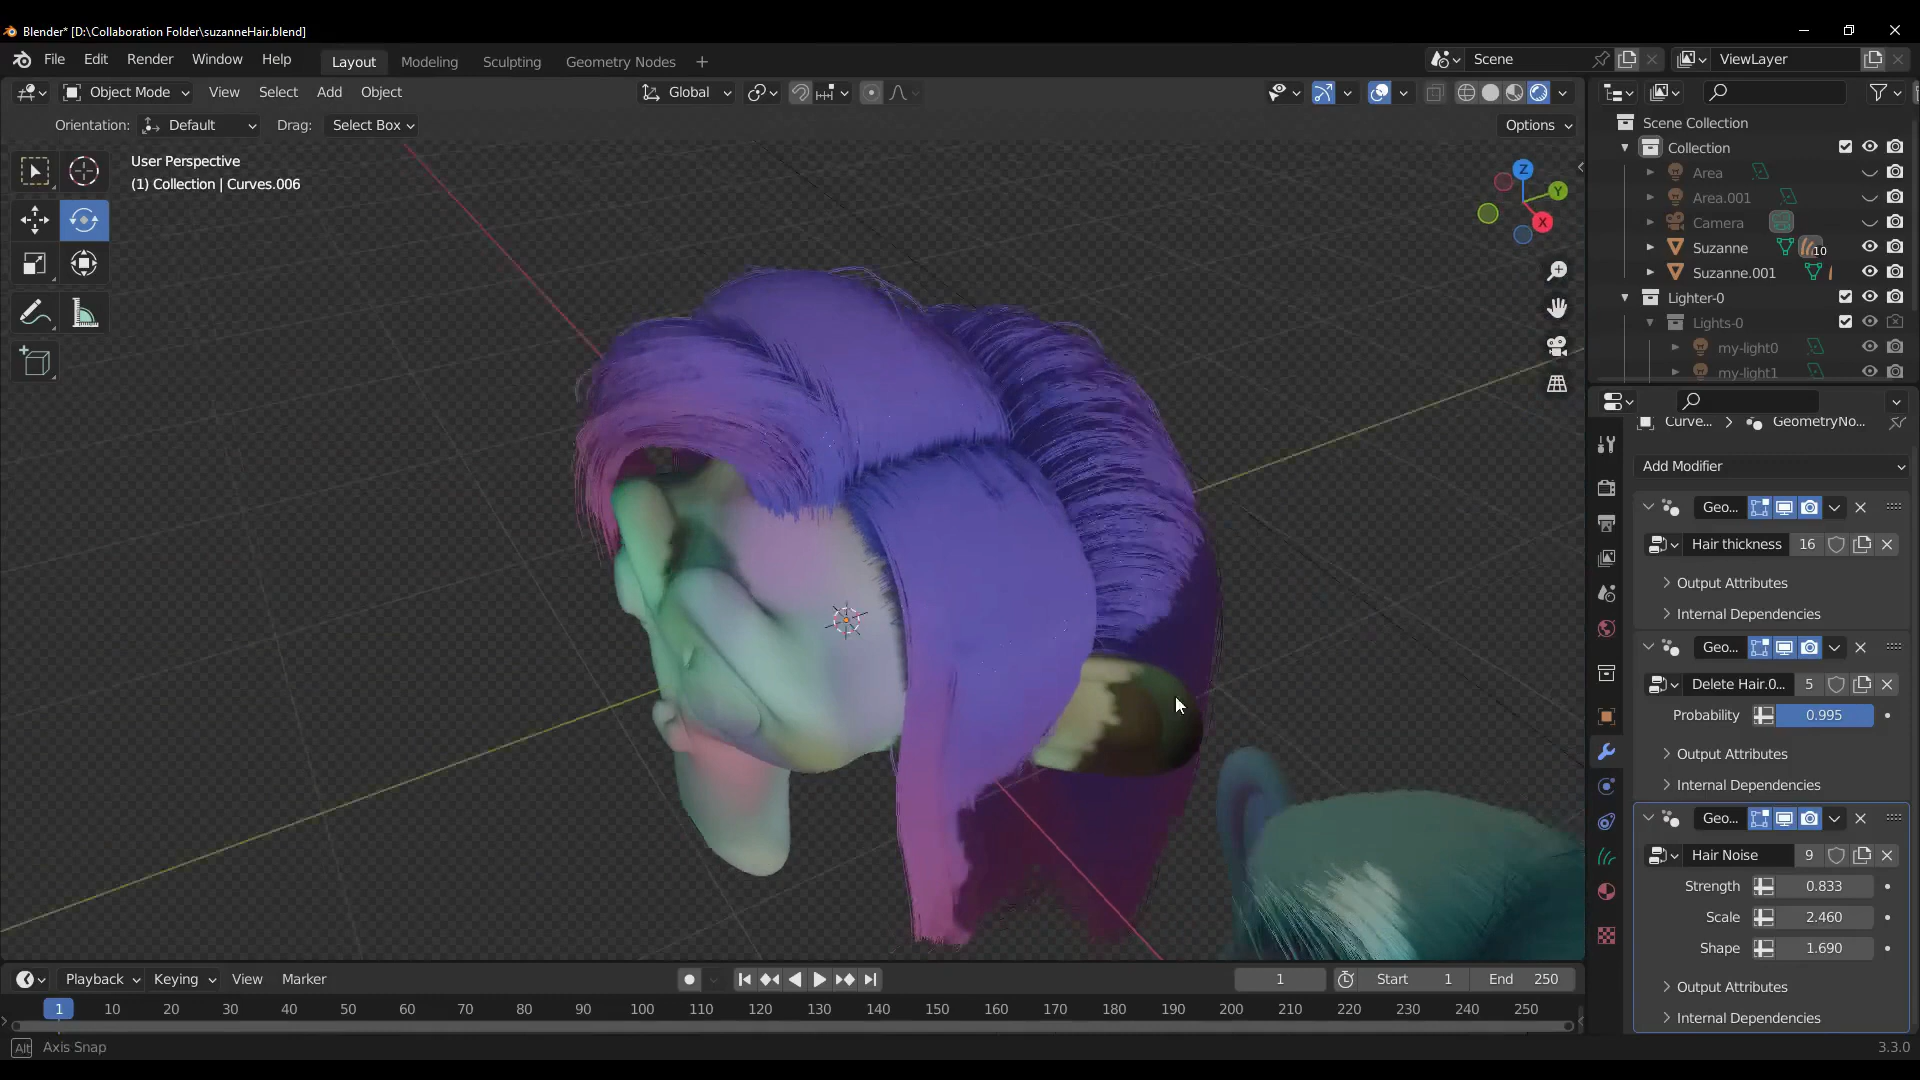 Blender* [D:\Collaboration Folder\suzanneHair.blend]
File Edit Render Window Help Layout Modeling Sculpting Geometry Nodes + Scene ViewLayer
Object Mode View Select Add Object Global
Orientation: Default Drag: Select Box Options
User Perspective
(1) Collection | Curves.006
Z
Y
X
Scene Collection
Collection
Area
Area.001
Camera
Suzanne 10
Suzanne.001
Lighter-0
Lights-0
my-light0
my-light1
Curve... > GeometryNo...
Add Modifier
Geo...
Hair thickness 16
Output Attributes
Internal Dependencies
Geo...
Delete Hair.0... 5
Probability 0.995
Output Attributes
Internal Dependencies
Geo...
Hair Noise 9
Strength 0.833
Scale 2.460
Shape 1.690
Output Attributes
Internal Dependencies
Playback Keying View Marker 1 Start 1 End 250
1 10 20 30 40 50 60 70 80 90 100 110 120 130 140 150 160 170 180 190 200 210 220 230 240 250
Alt Axis Snap 3.3.0